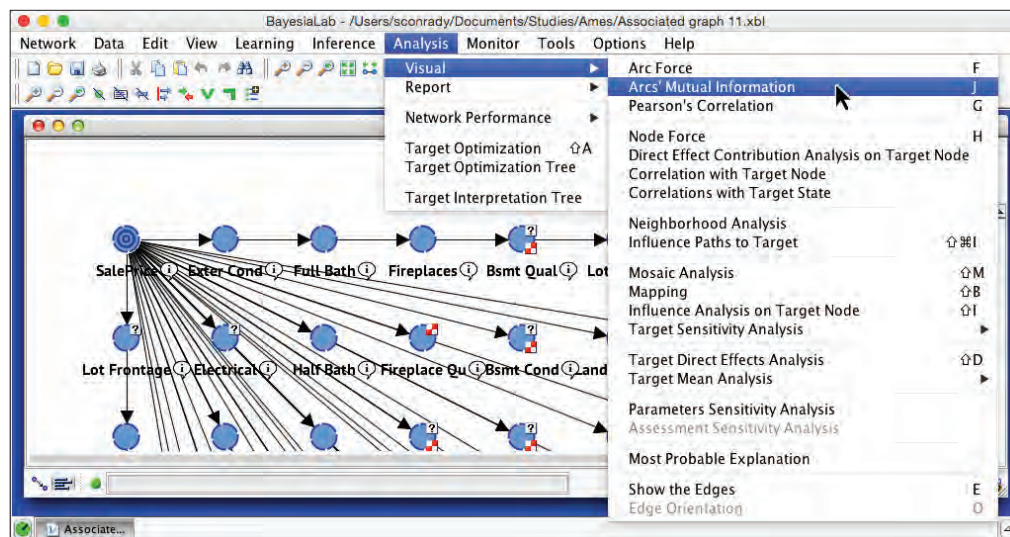 BayesiaLab - /Users/sconrady/Documents/Studies/Ames/Associated graph 11.xbl
Network Data Edit View Learning Inference Analysis Monitor Tools Options Help
Visual
Report
Network Performance
Target Optimization ⇧A
Target Optimization Tree
Target Interpretation Tree
Arc Force F
Arcs' Mutual Information J
Pearson's Correlation G
Node Force H
Direct Effect Contribution Analysis on Target Node
Correlation with Target Node
Correlations with Target State
Neighborhood Analysis
Influence Paths to Target ⇧⌘I
Mosaic Analysis ⇧M
Mapping ⇧B
Influence Analysis on Target Node ⇧I
Target Sensitivity Analysis
Target Direct Effects Analysis ⇧D
Target Mean Analysis
Parameters Sensitivity Analysis
Assessment Sensitivity Analysis
Most Probable Explanation
Show the Edges E
Edge Orientation O
SalePrice Exter Cond Full Bath Fireplaces Bsmt Qual Lot
Lot Frontage Electrical Half Bath Fireplace Qu Bsmt Cond Land
Associate...